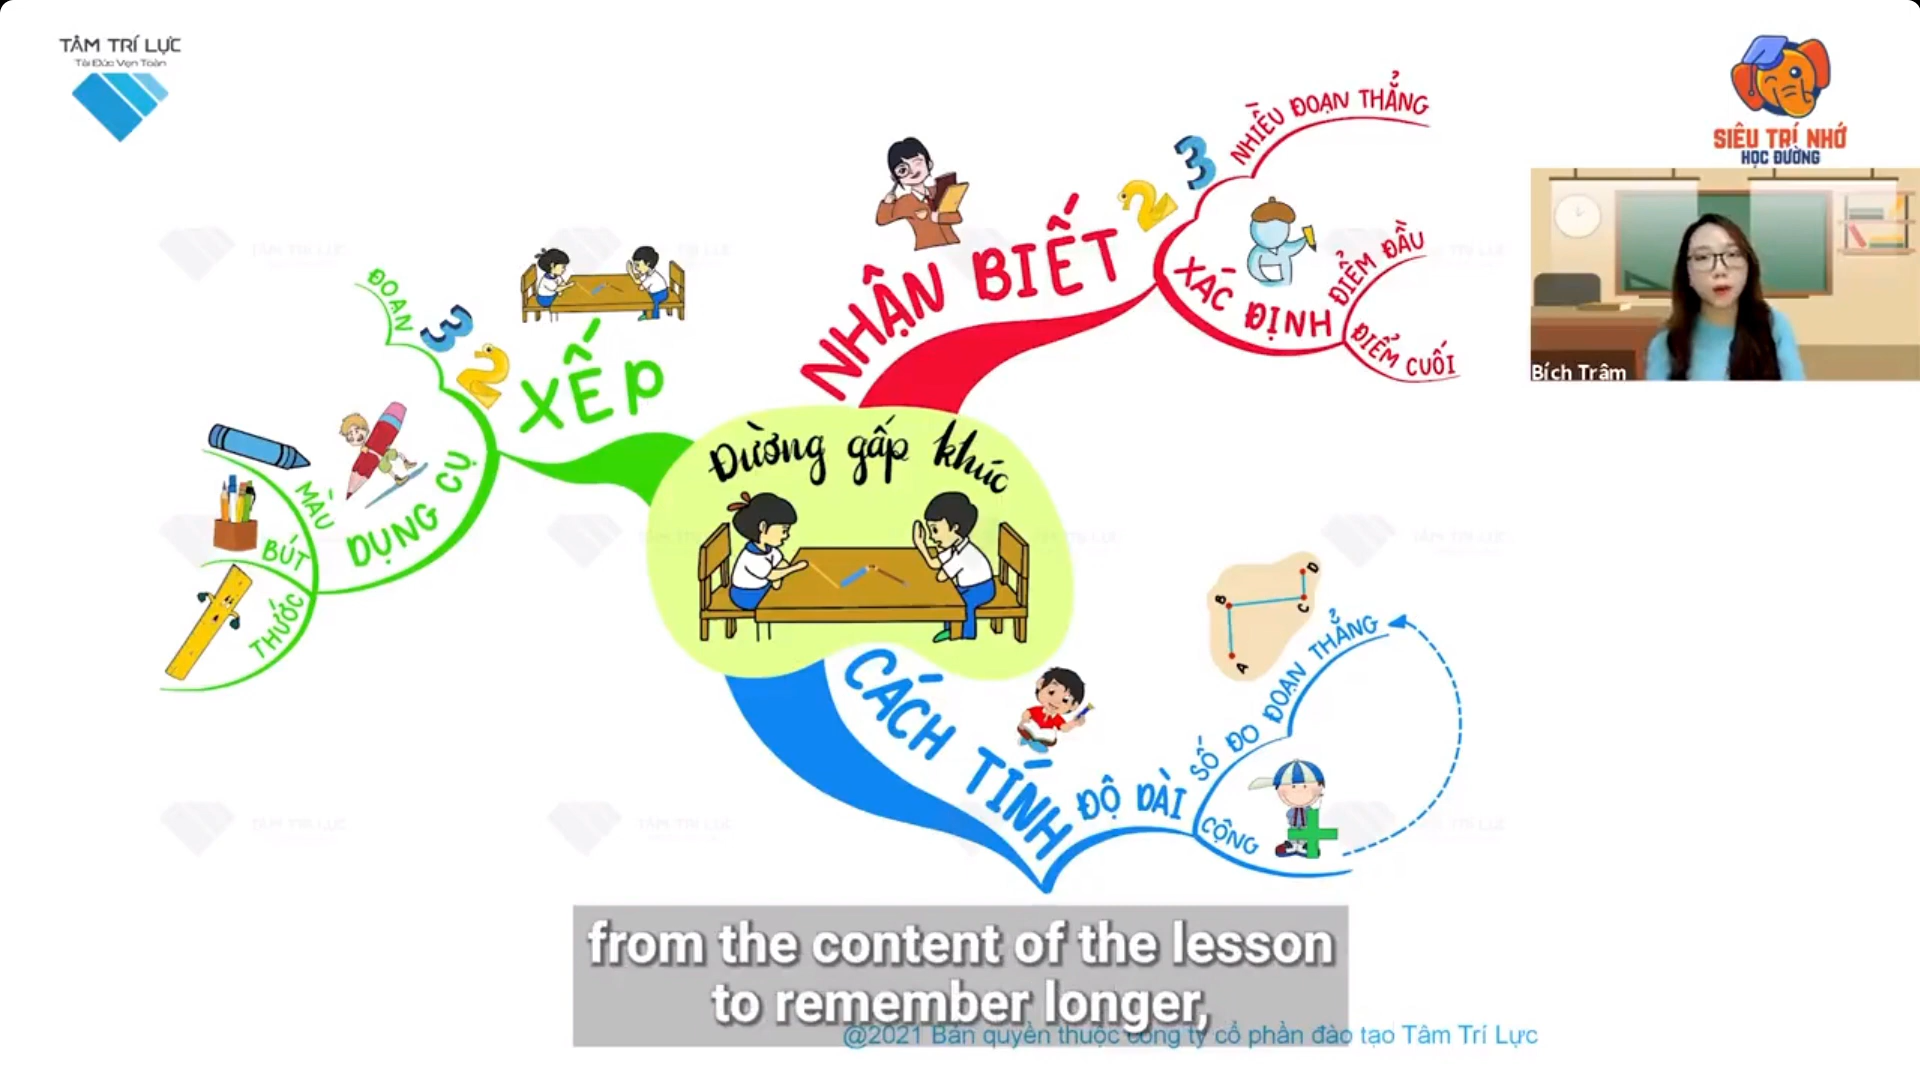 TÂM TRÍ LỰC
Tài Đức Vẹn Toàn
SIÊU TRÍ NHỚ
HỌC ĐƯỜNG
Bích Trâm
Đường gấp khúc
NHẬN BIẾT
2 3
NHIỀU ĐOẠN THẲNG
XÁC ĐỊNH
ĐIỂM ĐẦU
ĐIỂM CUỐI
XẾP
2 3
ĐOẠN
DỤNG CỤ
MÀU
BÚT
THƯỚC
CÁCH TÍNH
ĐỘ DÀI
SỐ ĐO ĐOẠN THẲNG
CỘNG
A
B
C
D
from the content of the lesson
to remember longer,
@2021 Bản quyền thuộc công ty cổ phần đào tạo Tâm Trí Lực